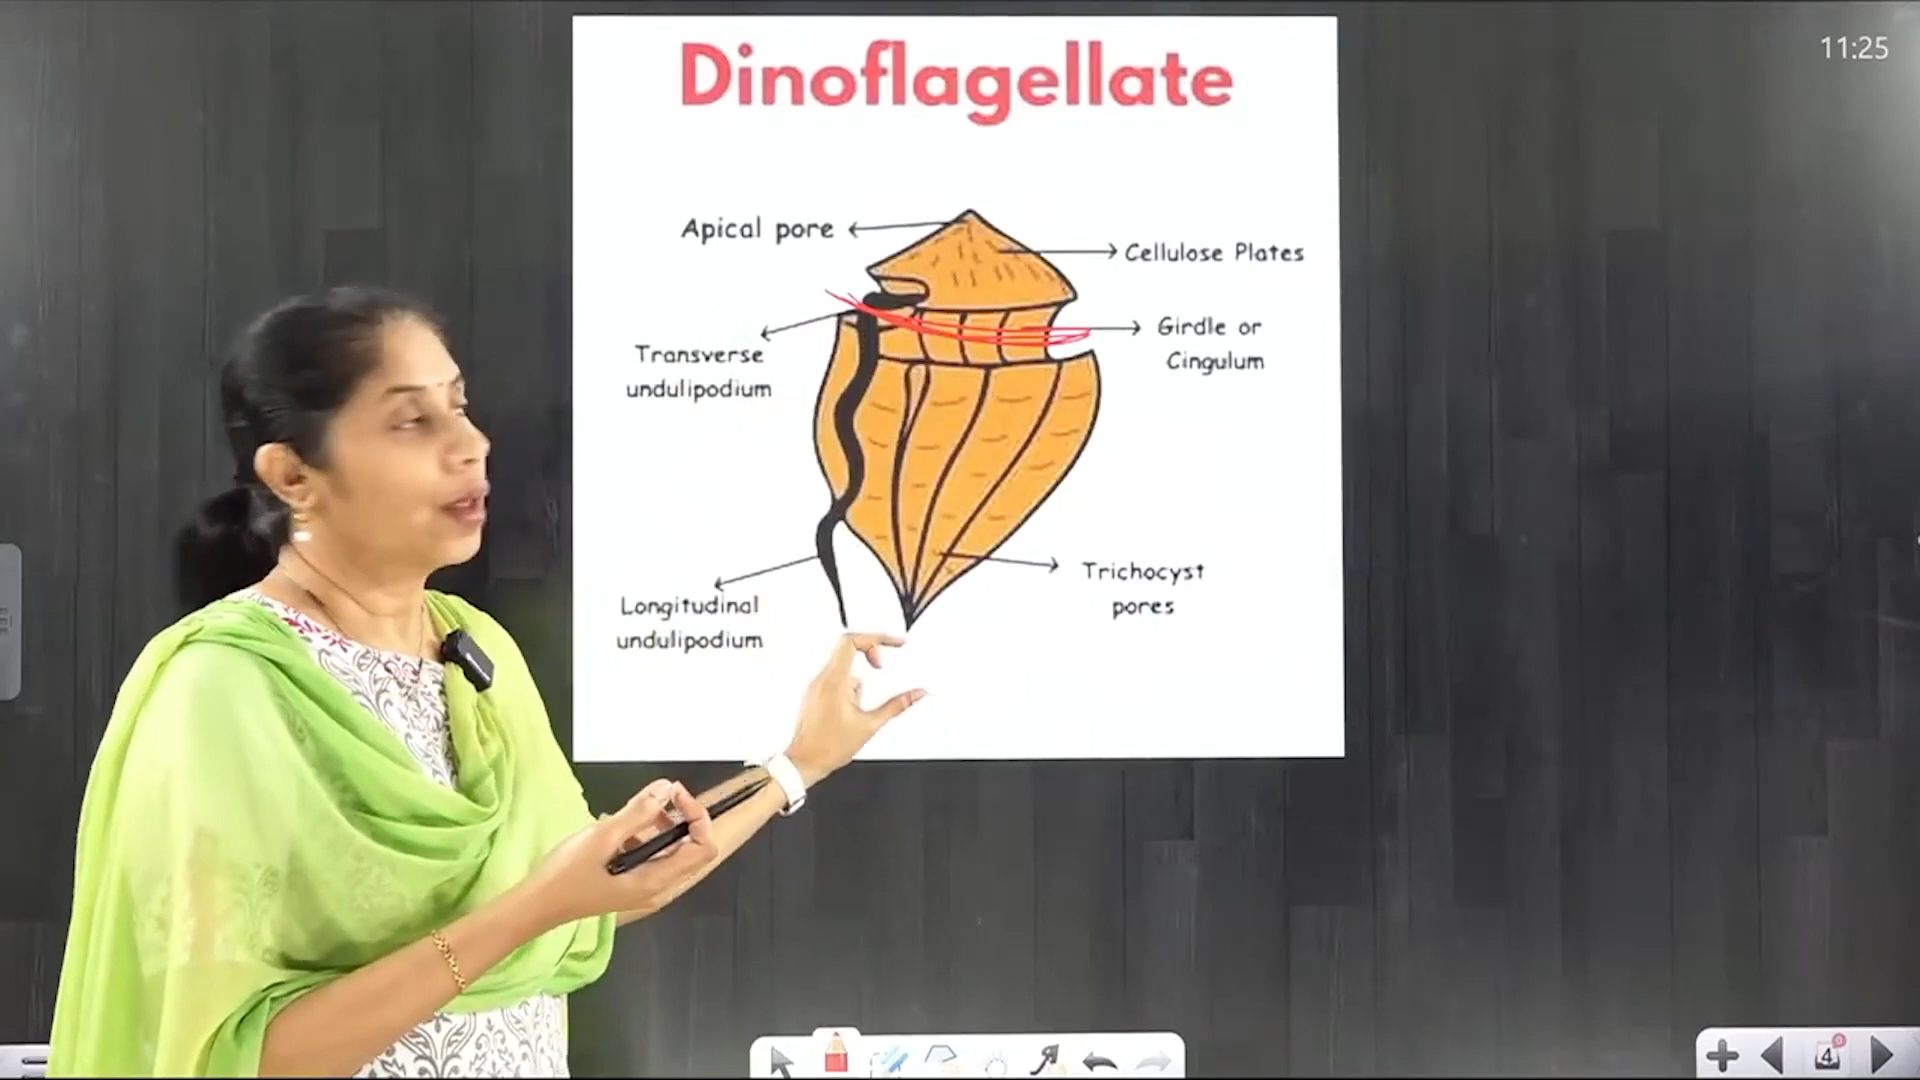 Dinoflagellate
11:25
Apical pore
Cellulose Plates
Girdle or
Cingulum
Transverse
undulipodium
Trichocyst
pores
Longitudinal
undulipodium
4